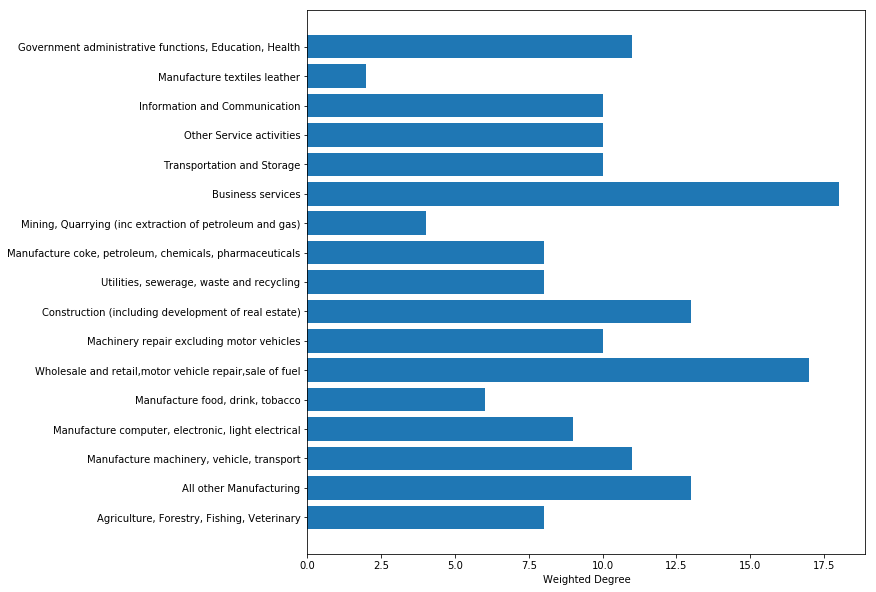 Government administrative functions, Education, Health
Manufacture textiles leather
Information and Communication
Other Service activities
Transportation and Storage
Business services
Mining, Quarrying (inc extraction of petroleum and gas)
Manufacture coke, petroleum, chemicals, pharmaceuticals
Utilities, sewerage, waste and recycling
Construction (including development of real estate)
Machinery repair excluding motor vehicles
Wholesale and retail,motor vehicle repair,sale of fuel
Manufacture food, drink, tobacco
Manufacture computer, electronic, light electrical
Manufacture machinery, vehicle, transport
All other Manufacturing
Agriculture, Forestry, Fishing, Veterinary
0.0 2.5 5.0 7.5 10.0 12.5 15.0 17.5
Weighted Degree